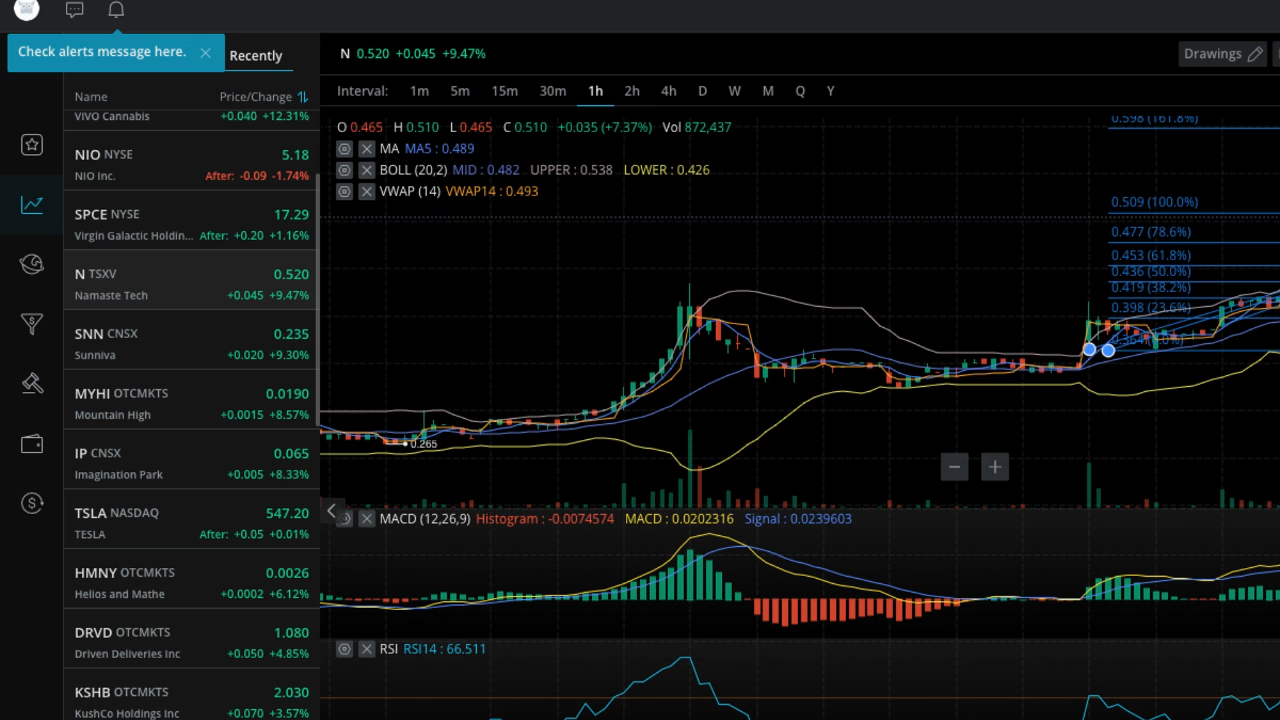 Check alerts message here.
Recently
Name Price/Change
VIVO Cannabis +0.040 +12.31%
NIO NYSE 5.18
NIO Inc. After: -0.09 -1.74%
SPCE NYSE 17.29
Virgin Galactic Holdin... After: +0.20 +1.16%
N TSXV 0.520
Namaste Tech +0.045 +9.47%
SNN CNSX 0.235
Sunniva +0.020 +9.30%
MYHI OTCMKTS 0.0190
Mountain High +0.0015 +8.57%
IP CNSX 0.065
Imagination Park +0.005 +8.33%
TSLA NASDAQ 547.20
TESLA After: +0.05 +0.01%
HMNY OTCMKTS 0.0026
Helios and Mathe +0.0002 +6.12%
DRVD OTCMKTS 1.080
Driven Deliveries Inc +0.050 +4.85%
KSHB OTCMKTS 2.030
KushCo Holdings Inc +0.070 +3.57%
N 0.520 +0.045 +9.47%
Drawings
Interval: 1m 5m 15m 30m 1h 2h 4h D W M Q Y
O 0.465 H 0.510 L 0.465 C 0.510 +0.035 (+7.37%) Vol 872,437
MA MA5 : 0.489
BOLL (20,2) MID : 0.482 UPPER : 0.538 LOWER : 0.426
VWAP (14) VWAP14 : 0.493
0.598 (161.8%)
0.509 (100.0%)
0.477 (78.6%)
0.453 (61.8%)
0.436 (50.0%)
0.419 (38.2%)
0.398 (23.6%)
0.265
MACD (12,26,9) Histogram : -0.0074574 MACD : 0.0202316 Signal : 0.0239603
RSI RSI14 : 66.511